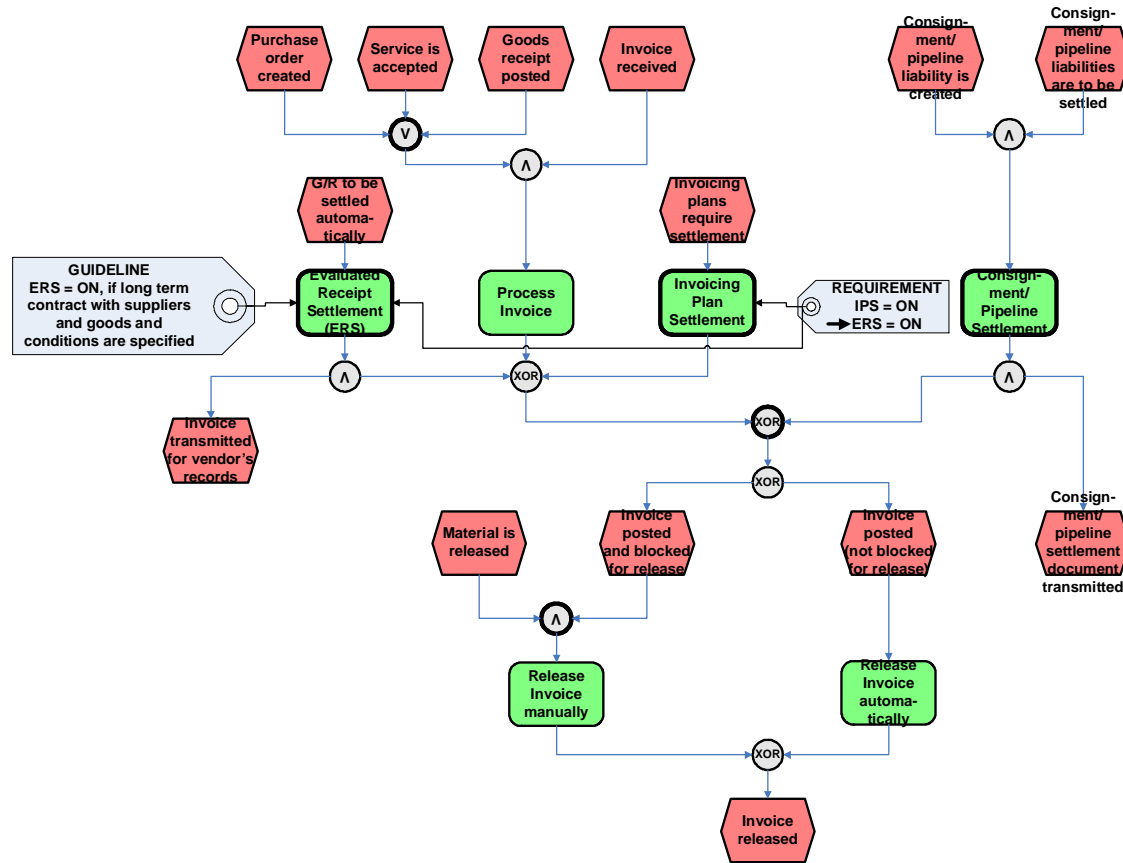 Purchase
order
created
Service is
accepted
Goods
receipt
posted
Invoice
received
Consign-
ment/
pipeline
liability is
created
Consign-
ment/
pipeline
liabilities
are to be
settled
V
Λ
Λ
G/R to be
settled
automa-
tically
Invoicing
plans
require
settlement
GUIDELINE
ERS = ON, if long term
contract with suppliers
and goods and
conditions are specified
Evaluated
Receipt
Settlement
(ERS)
Process
Invoice
Invoicing
Plan
Settlement
REQUIREMENT
IPS = ON
ERS = ON
Consign-
ment/
Pipeline
Settlement
Λ
XOR
Λ
Invoice
transmitted
for vendor's
records
XOR
XOR
Material is
released
Invoice
posted
and blocked
for release
Invoice
posted
(not blocked
for release)
Consign-
ment/
pipeline
settlement
document
transmitted
Λ
Release
Invoice
manually
Release
Invoice
automa-
tically
XOR
Invoice
released